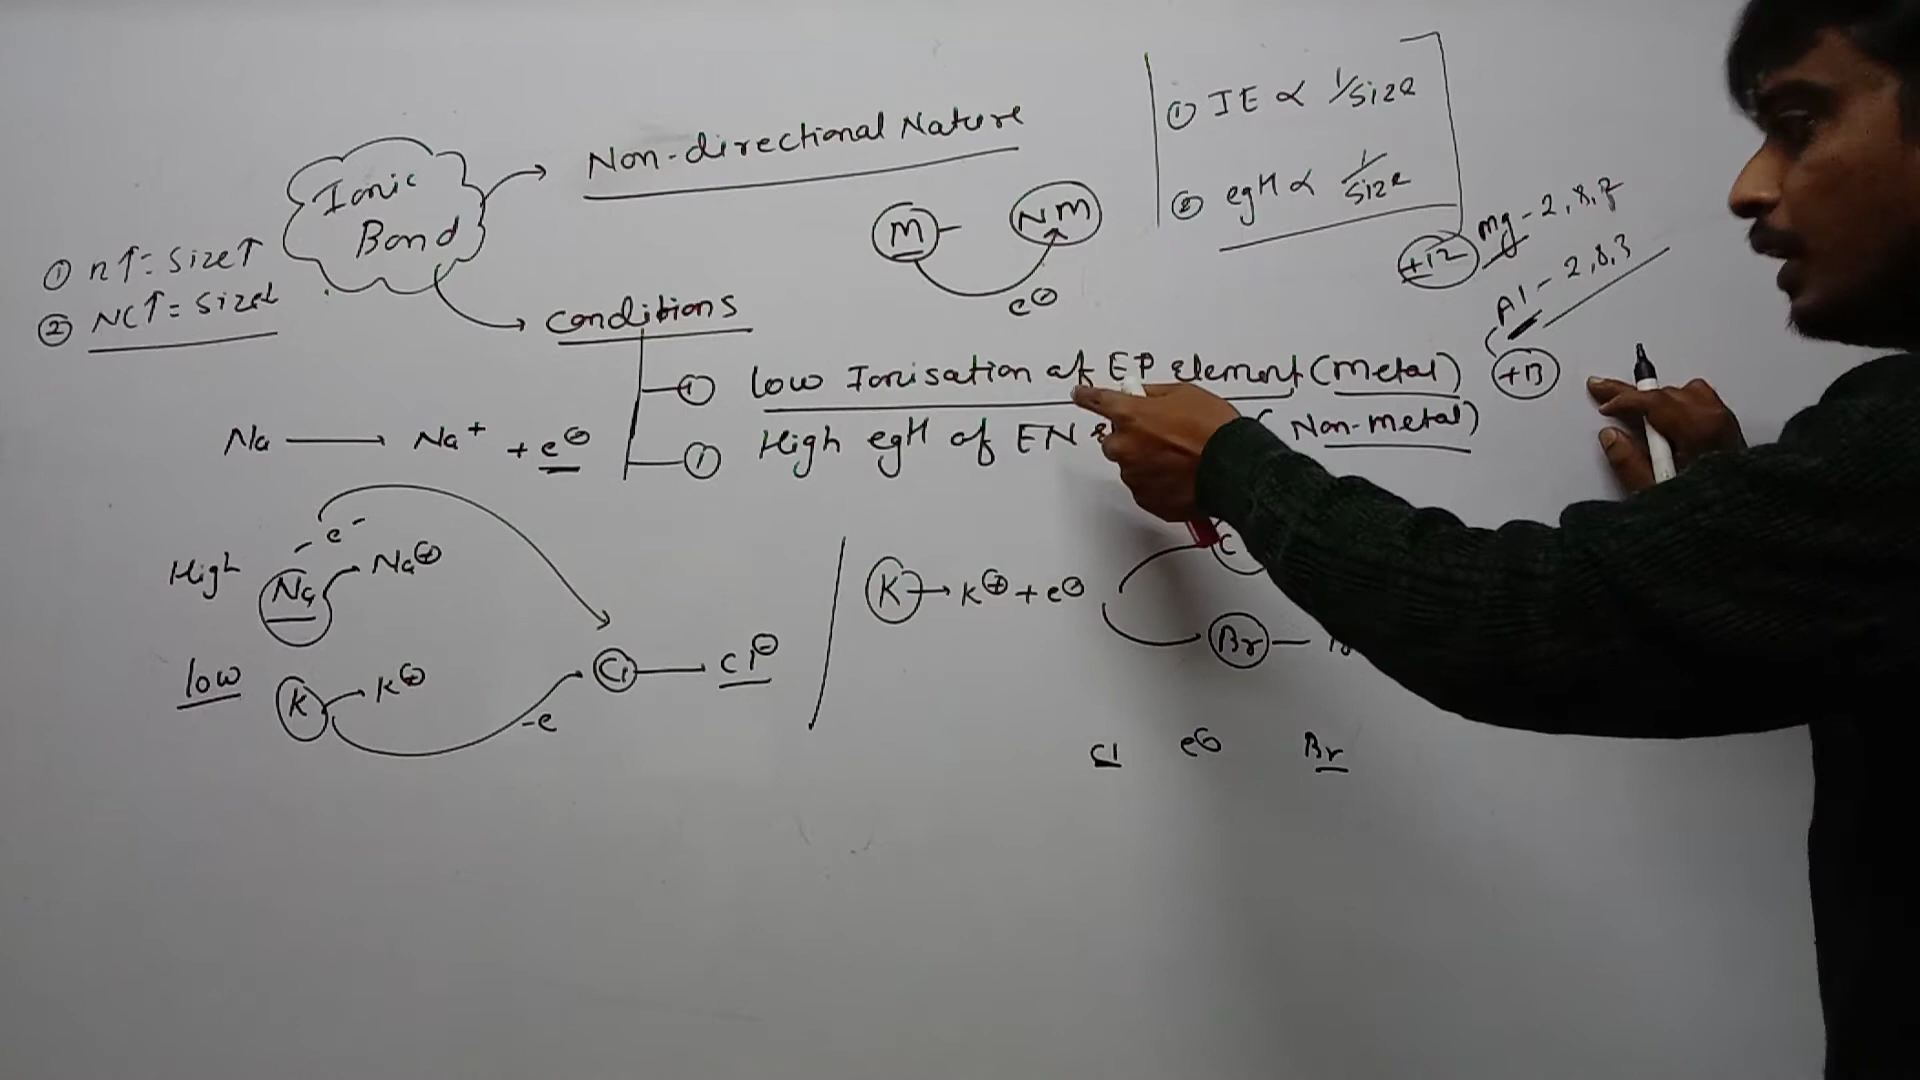 Ionic
Bond
Non-directional Nature
M
NM
e⊖
① IE ∝ 1/size
② egH ∝ 1/size
① n↑= size↑
② NC↑= size↓
conditions
① low Ionisation of EP element (metal)
① High egH of EN (Non-metal)
+12
mg - 2, 8, 2
Al - 2, 8, 3
+13
Na → Na+ + e⊖
High
Na
- e-
Na⊕
low
K
K⊕
-e
Cl
Cl⊖
K → K⊕ + e⊖
Br
Cl e⊖ Br